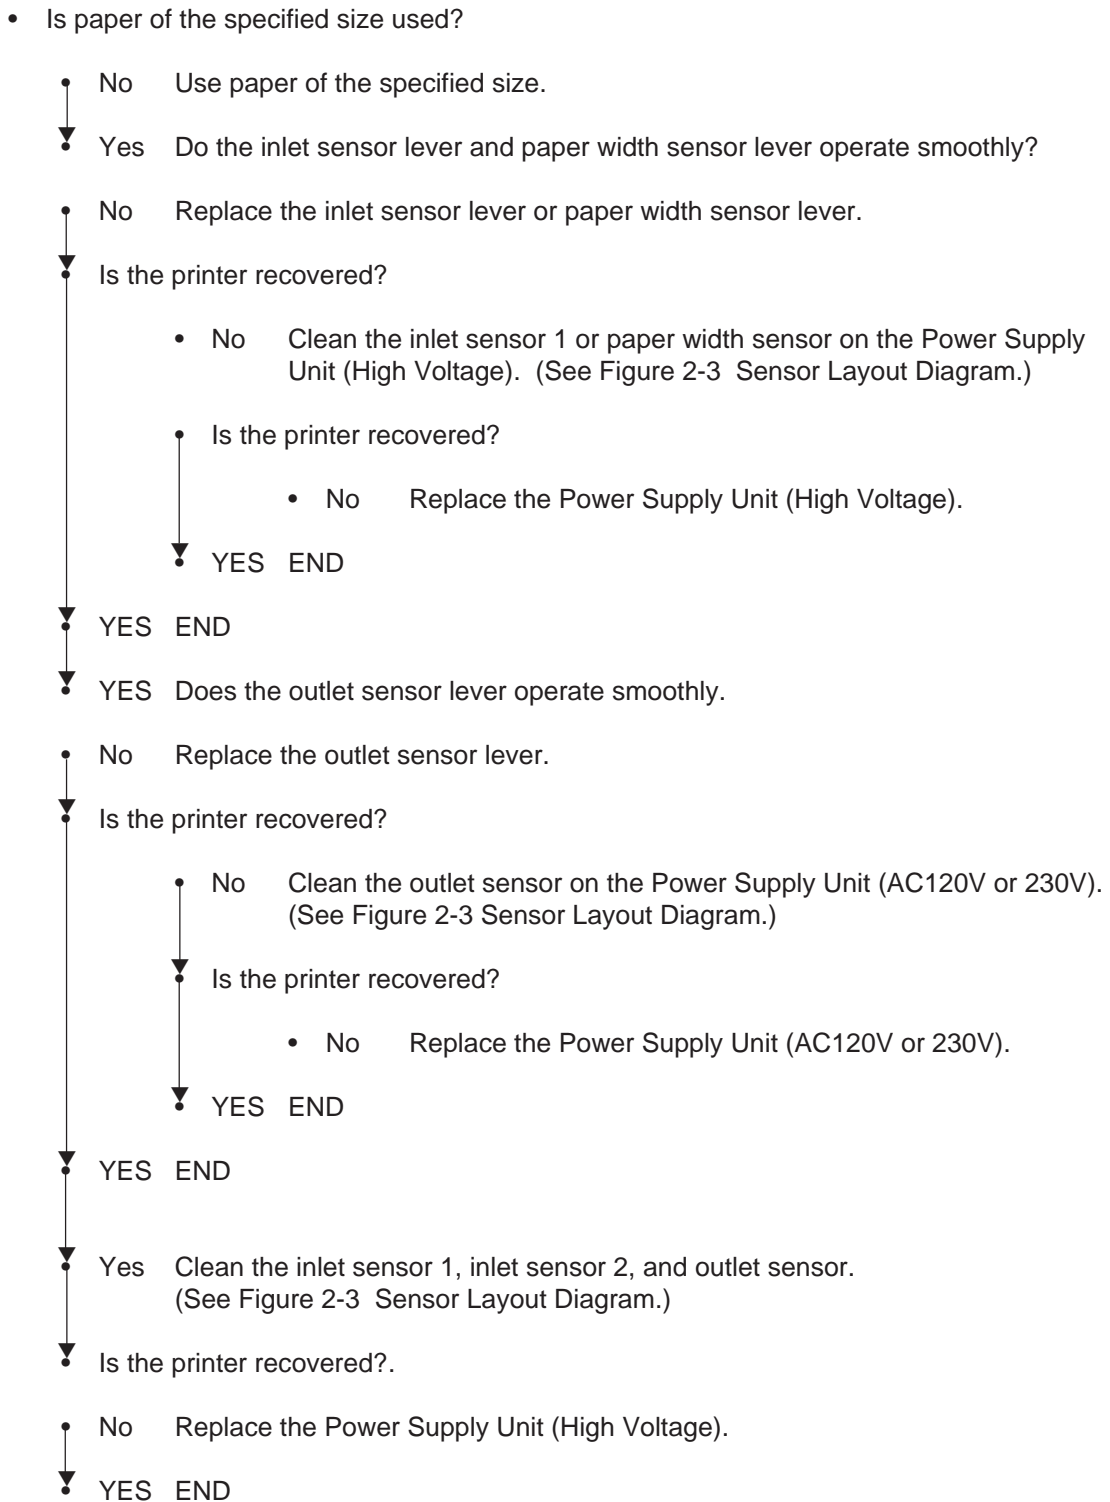 • Is paper of the specified size used?
No Use paper of the specified size.
Yes Do the inlet sensor lever and paper width sensor lever operate smoothly?
No Replace the inlet sensor lever or paper width sensor lever.
Is the printer recovered?
• No Clean the inlet sensor 1 or paper width sensor on the Power Supply
Unit (High Voltage). (See Figure 2-3 Sensor Layout Diagram.)
Is the printer recovered?
• No Replace the Power Supply Unit (High Voltage).
YES END
YES END
YES Does the outlet sensor lever operate smoothly.
No Replace the outlet sensor lever.
Is the printer recovered?
No Clean the outlet sensor on the Power Supply Unit (AC120V or 230V).
(See Figure 2-3 Sensor Layout Diagram.)
Is the printer recovered?
• No Replace the Power Supply Unit (AC120V or 230V).
YES END
YES END
Yes Clean the inlet sensor 1, inlet sensor 2, and outlet sensor.
(See Figure 2-3 Sensor Layout Diagram.)
Is the printer recovered?.
No Replace the Power Supply Unit (High Voltage).
YES END